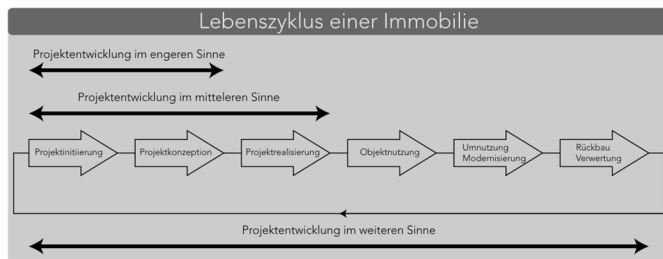 Lebenszyklus einer Immobilie
Projektentwicklung im engeren Sinne
Projektentwicklung im mitteleren Sinne
Projektinitiierung
Projektkonzeption
Projektrealisierung
Objektnutzung
Umnutzung
Modernisierung
Rückbau
Verwertung
Projektentwicklung im weiteren Sinne